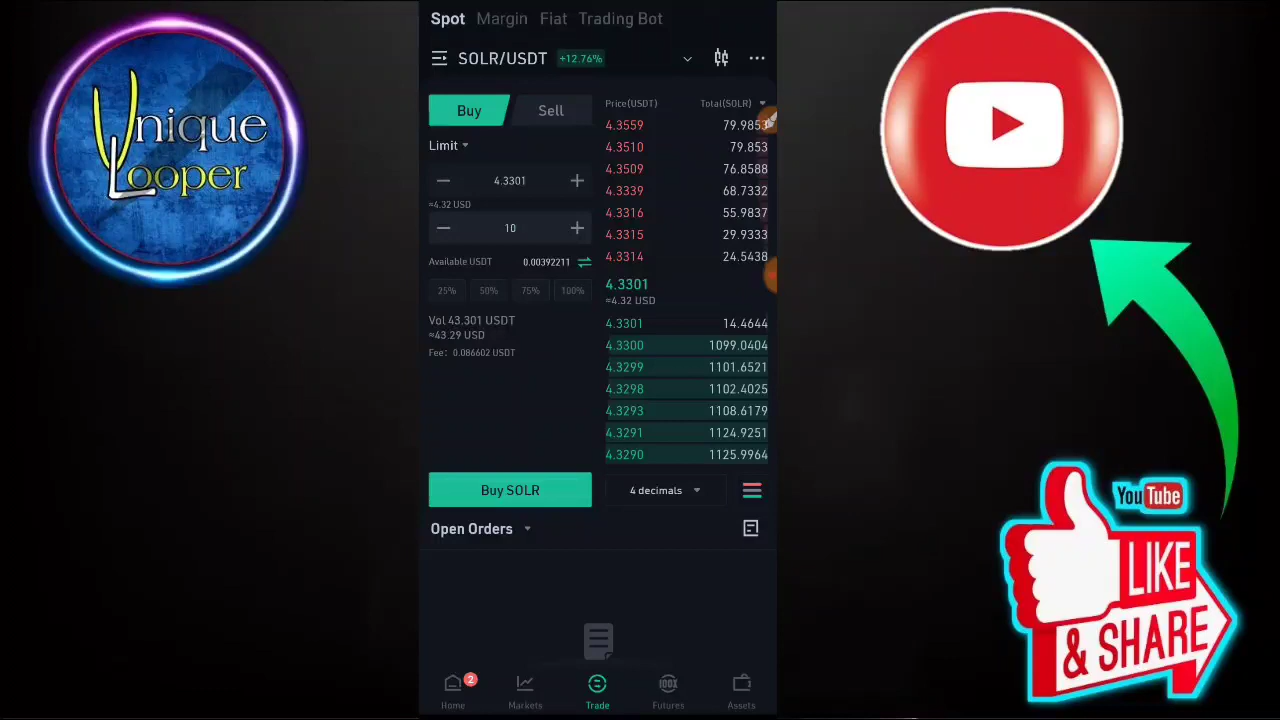 Unique
Looper
Spot Margin Fiat Trading Bot
SOLR/USDT +12.76%
Buy Sell
Limit
4.3301
≈4.32 USD
10
Available USDT 0.00392211
25% 50% 75% 100%
Vol 43.301 USDT
≈43.29 USD
Fee: 0.086602 USDT
Buy SOLR
Price(USDT) Total(SOLR)
4.3559 79.9853
4.3510 79.853
4.3509 76.8588
4.3339 68.7332
4.3316 55.9837
4.3315 29.9333
4.3314 24.5438
4.3301
≈4.32 USD
4.3301 14.4644
4.3300 1099.0404
4.3299 1101.6521
4.3298 1102.4025
4.3293 1108.6179
4.3291 1124.9251
4.3290 1125.9964
4 decimals
Open Orders
2
100X
Home Markets Trade Futures Assets
YouTube
LIKE
& SHARE